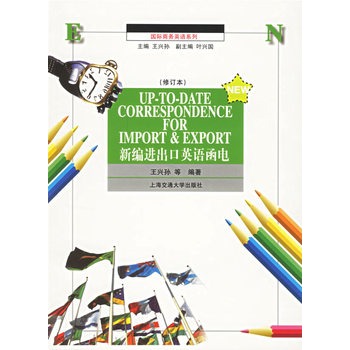 国际商务英语系列
E N
主编 王兴孙 副主编 叶兴国
(修订本)
NEW
UP-TO-DATE
CORRESPONDENCE
FOR
IMPORT & EXPORT
新编进出口英语函电
王兴孙 等 编著
上海交通大学出版社